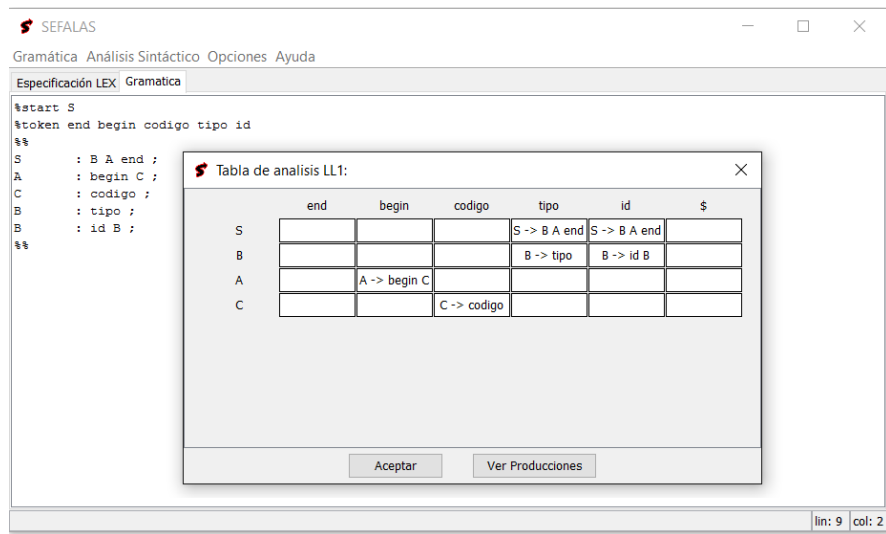 SEFALAS
Gramática Análisis Sintáctico Opciones Ayuda
Especificación LEX Gramatica
%start S
%token end begin codigo tipo id
%%
S : B A end ;
A : begin C ;
C : codigo ;
B : tipo ;
B : id B ;
%%
Tabla de analisis LL1:
end begin codigo tipo id $
S S -> B A end S -> B A end
B B -> tipo B -> id B
A A -> begin C
C C -> codigo
Aceptar Ver Producciones
lin: 9 col: 2